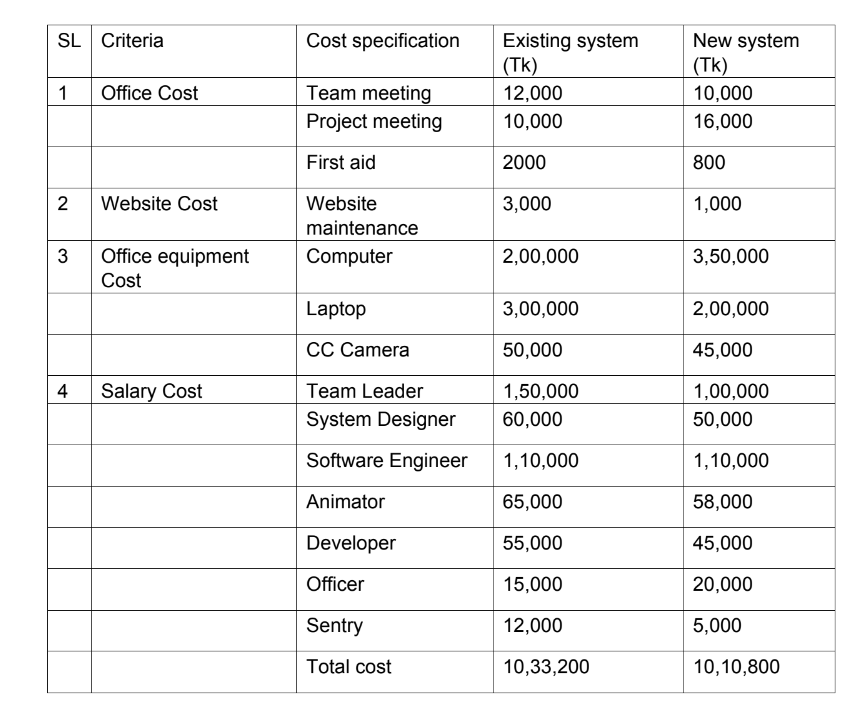 SL Criteria Cost specification Existing system (Tk) New system (Tk)
1 Office Cost Team meeting 12,000 10,000
Project meeting 10,000 16,000
First aid 2000 800
2 Website Cost Website maintenance 3,000 1,000
3 Office equipment Cost Computer 2,00,000 3,50,000
Laptop 3,00,000 2,00,000
CC Camera 50,000 45,000
4 Salary Cost Team Leader 1,50,000 1,00,000
System Designer 60,000 50,000
Software Engineer 1,10,000 1,10,000
Animator 65,000 58,000
Developer 55,000 45,000
Officer 15,000 20,000
Sentry 12,000 5,000
Total cost 10,33,200 10,10,800